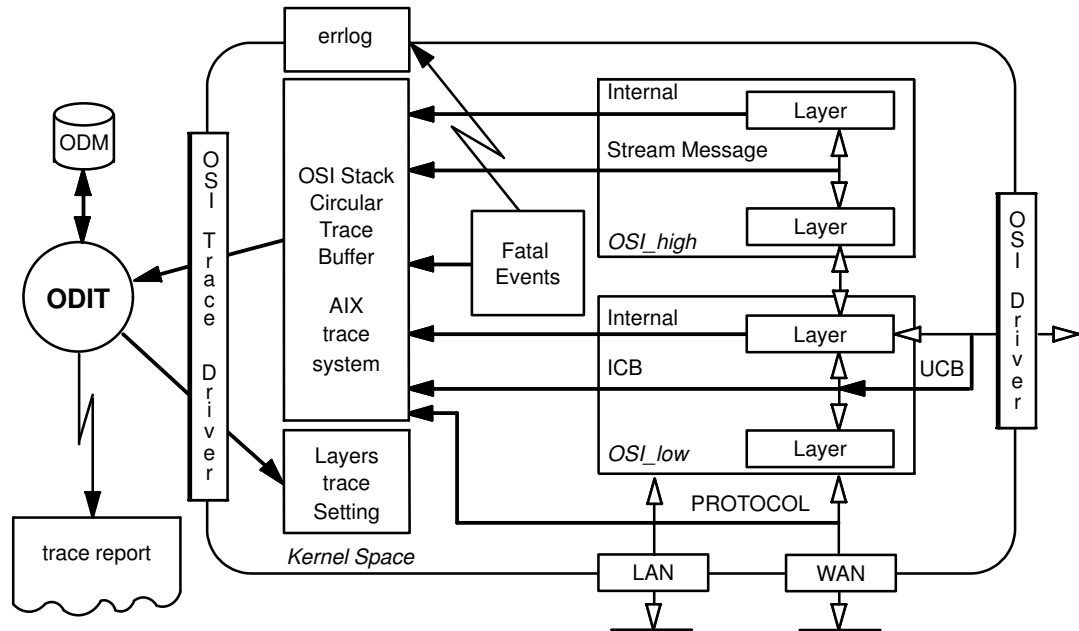 errlog
ODM
ODIT
trace report
OSI Trace Driver
OSI Stack
Circular
Trace
Buffer
AIX
trace
system
Layers
trace
Setting
Kernel Space
Fatal
Events
Internal
Layer
Stream Message
Layer
OSI_high
Internal
Layer
ICB
UCB
Layer
OSI_low
PROTOCOL
LAN
WAN
OSI Driver